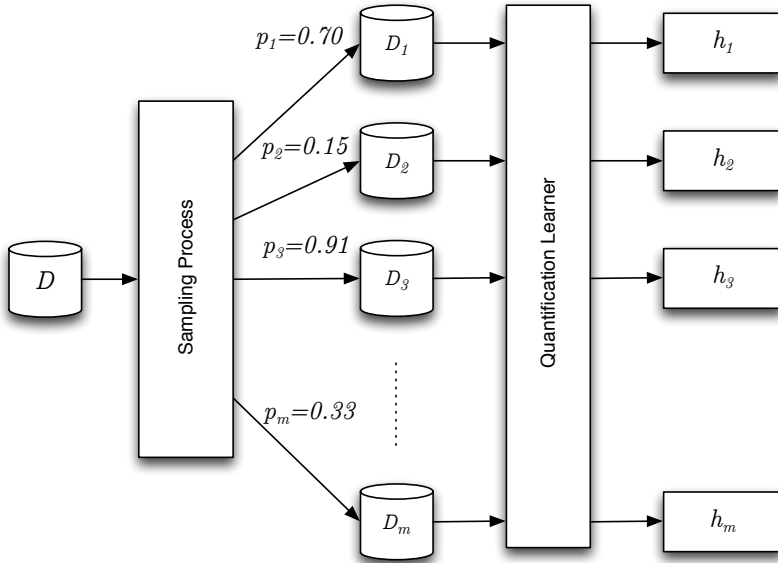 p₁=0.70
D₁
h₁
p₂=0.15
D₂
h₂
D
Sampling Process
p₃=0.91
D₃
Quantification Learner
h₃
pₘ=0.33
Dₘ
hₘ